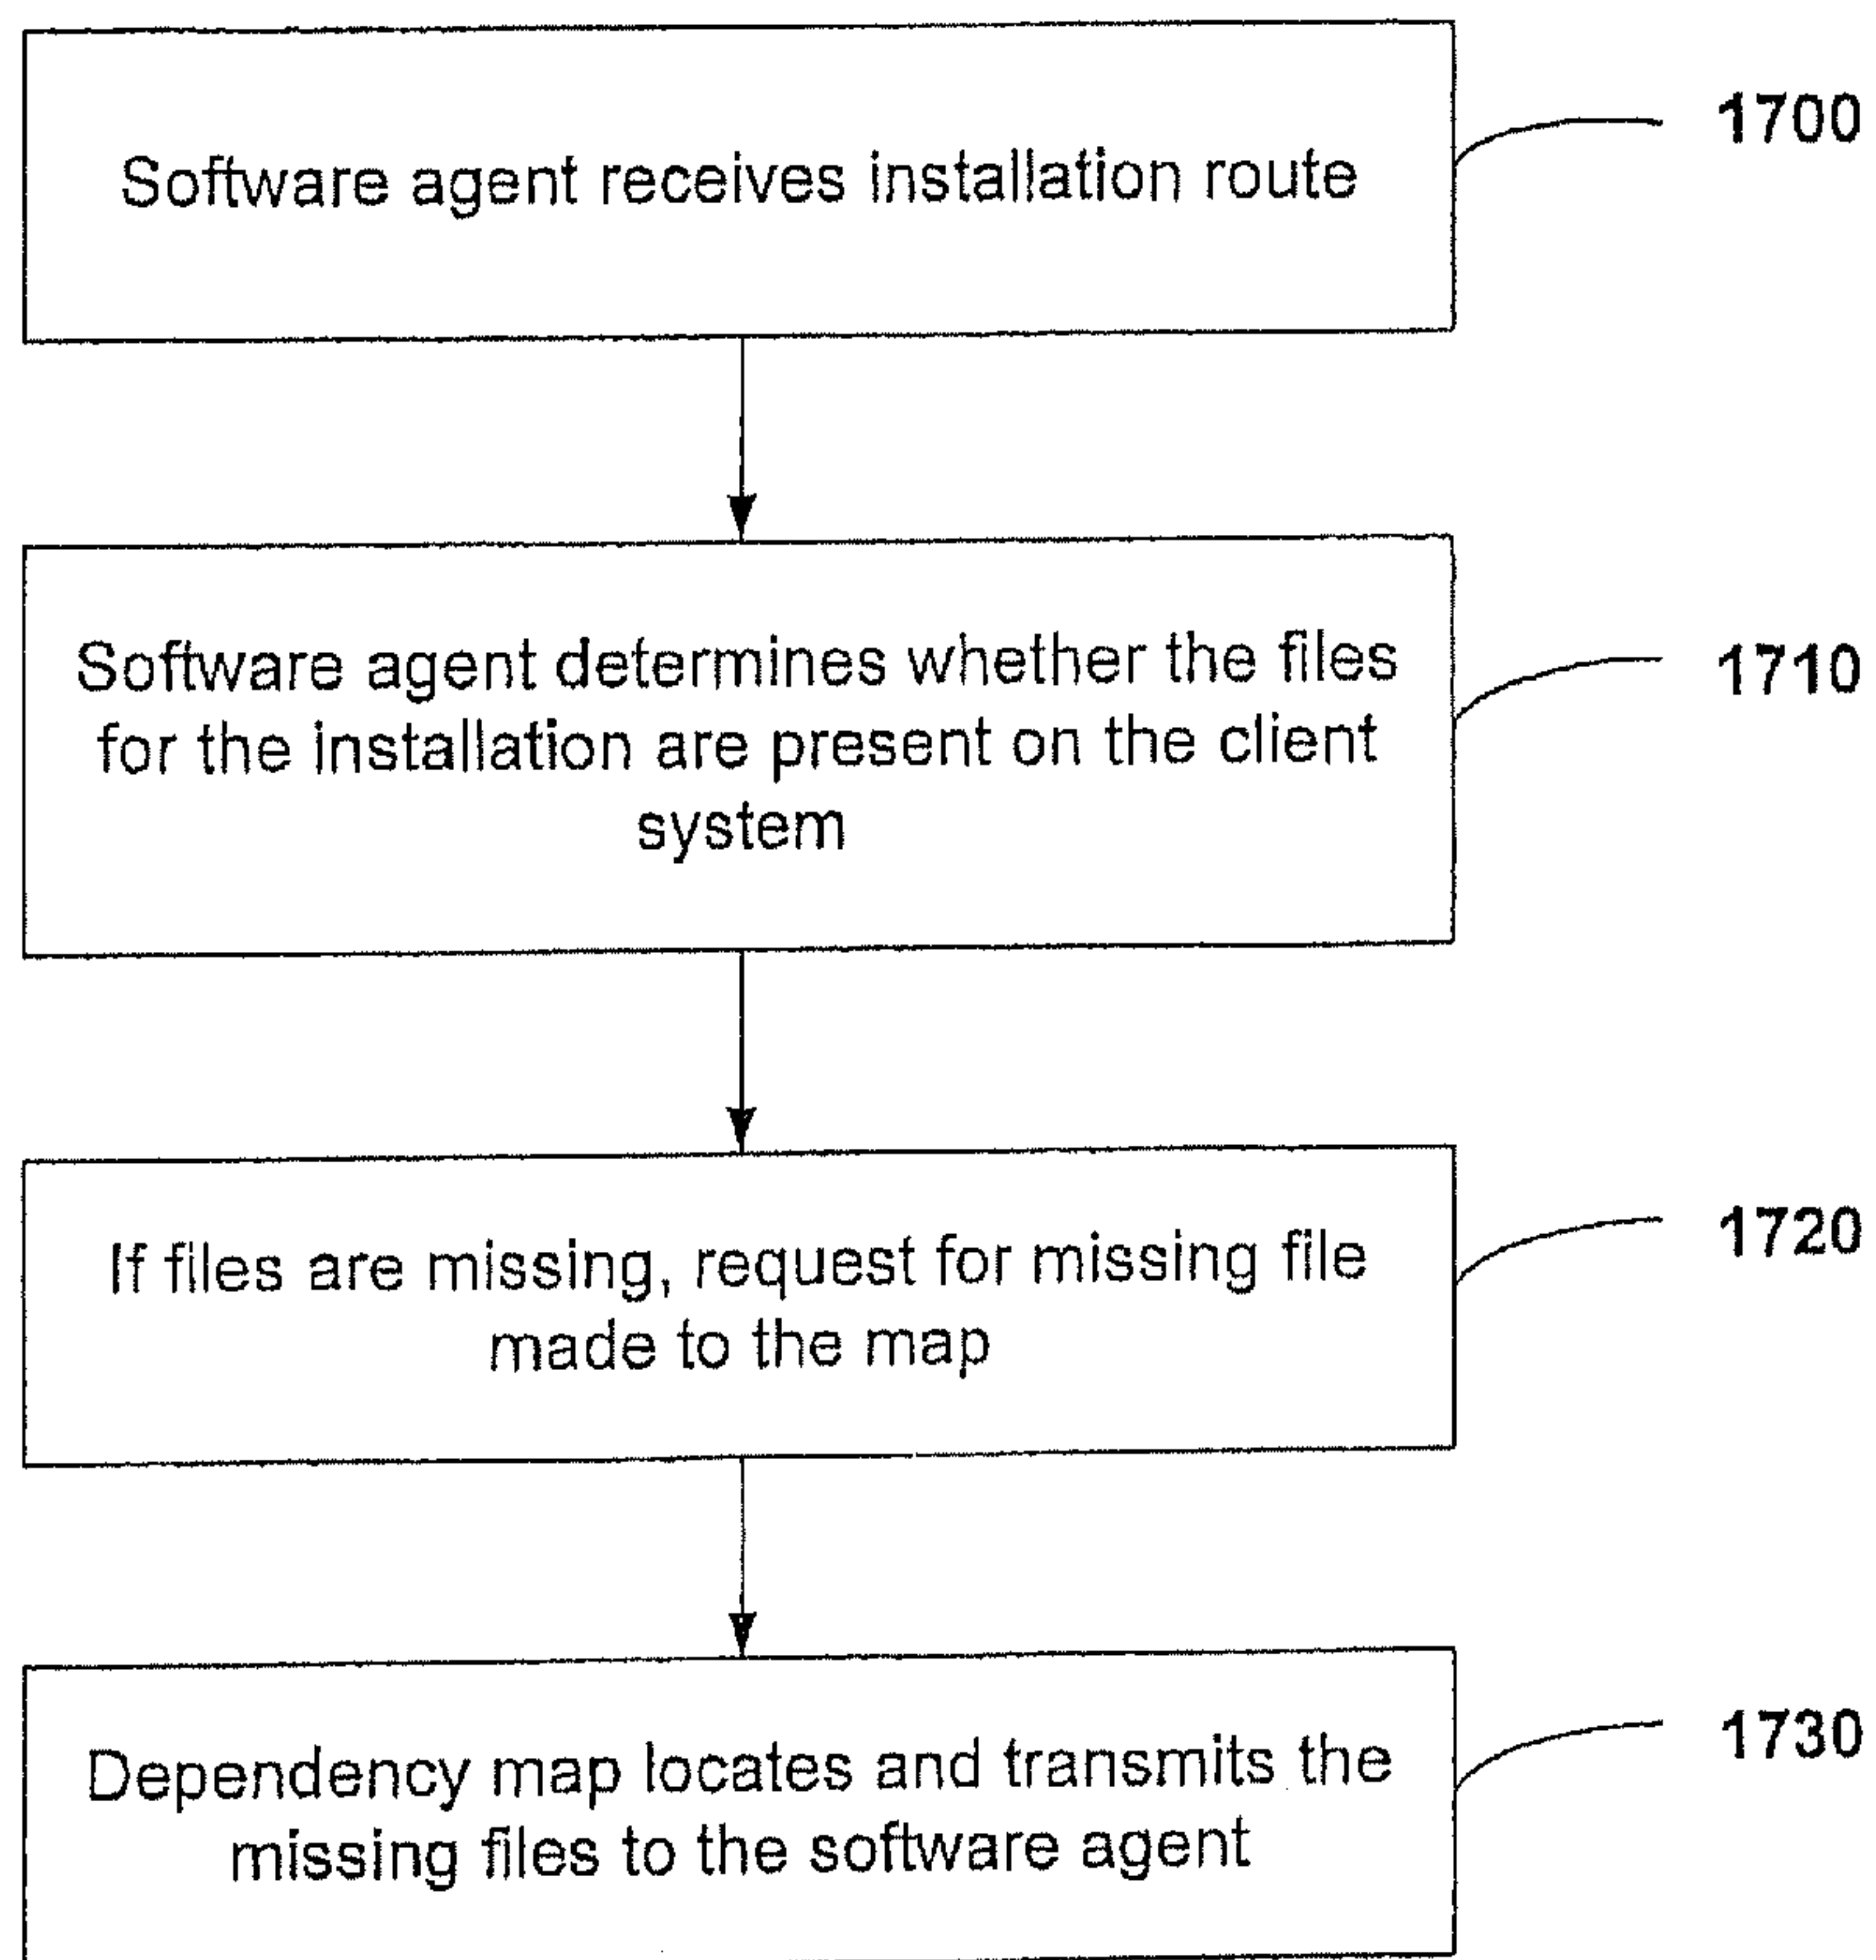 Software agent receives installation route
1700
Software agent determines whether the files
for the installation are present on the client
system
1710
If files are missing, request for missing file
made to the map
1720
Dependency map locates and transmits the
missing files to the software agent
1730